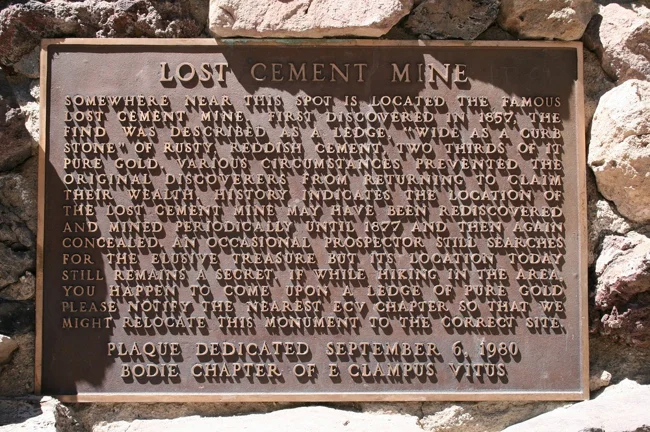 LOST CEMENT MINE
SOMEWHERE NEAR THIS SPOT IS LOCATED THE FAMOUS
LOST CEMENT MINE. FIRST DISCOVERED IN 1857, THE
FIND WAS DESCRIBED AS A LEDGE, "WIDE AS A CURB
STONE" OF RUSTY, REDDISH CEMENT, TWO THIRDS OF IT
PURE GOLD. VARIOUS CIRCUMSTANCES PREVENTED THE
ORIGINAL DISCOVERERS FROM RETURNING TO CLAIM
THEIR WEALTH. HISTORY INDICATES THE LOCATION OF
THE LOST CEMENT MINE MAY HAVE BEEN REDISCOVERED
AND MINED PERIODICALLY UNTIL 1877 AND THEN AGAIN
CONCEALED. AN OCCASIONAL PROSPECTOR STILL SEARCHES
FOR THE ELUSIVE TREASURE BUT ITS LOCATION TODAY
STILL REMAINS A SECRET. IF WHILE HIKING IN THE AREA,
YOU HAPPEN TO COME UPON A LEDGE OF PURE GOLD
PLEASE NOTIFY THE NEAREST ECV CHAPTER SO THAT WE
MIGHT RELOCATE THIS MONUMENT TO THE CORRECT SITE.
PLAQUE DEDICATED SEPTEMBER 6, 1980
BODIE CHAPTER OF E CLAMPUS VITUS